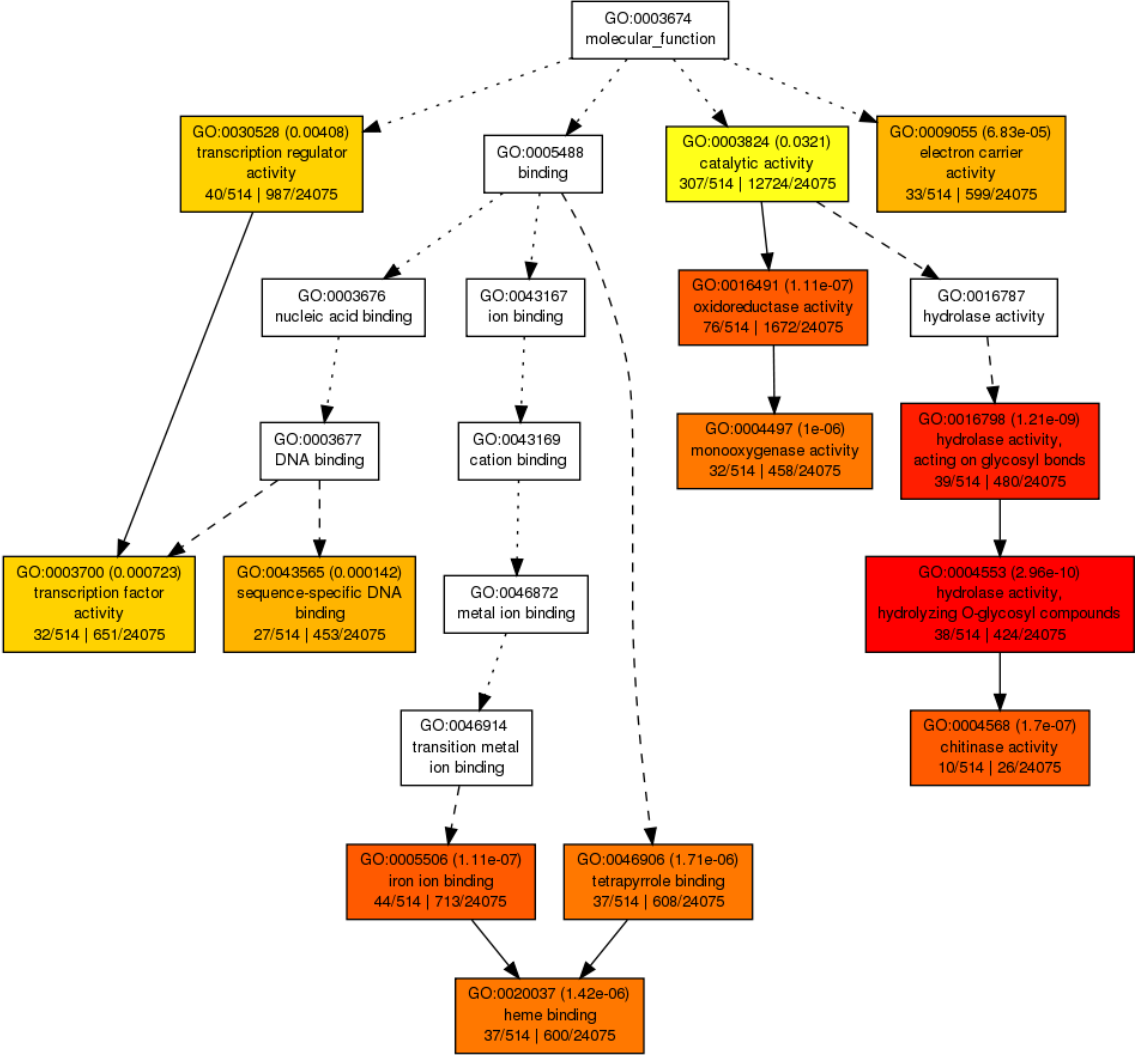 GO:0003674
molecular_function
GO:0030528 (0.00408)
transcription regulator
activity
40/514 | 987/24075
GO:0005488
binding
GO:0003824 (0.0321)
catalytic activity
307/514 | 12724/24075
GO:0009055 (6.83e-05)
electron carrier
activity
33/514 | 599/24075
GO:0003676
nucleic acid binding
GO:0043167
ion binding
GO:0016491 (1.11e-07)
oxidoreductase activity
76/514 | 1672/24075
GO:0016787
hydrolase activity
GO:0003677
DNA binding
GO:0043169
cation binding
GO:0004497 (1e-06)
monooxygenase activity
32/514 | 458/24075
GO:0016798 (1.21e-09)
hydrolase activity,
acting on glycosyl bonds
39/514 | 480/24075
GO:0003700 (0.000723)
transcription factor
activity
32/514 | 651/24075
GO:0043565 (0.000142)
sequence-specific DNA
binding
27/514 | 453/24075
GO:0046872
metal ion binding
GO:0004553 (2.96e-10)
hydrolase activity,
hydrolyzing O-glycosyl compounds
38/514 | 424/24075
GO:0046914
transition metal
ion binding
GO:0004568 (1.7e-07)
chitinase activity
10/514 | 26/24075
GO:0005506 (1.11e-07)
iron ion binding
44/514 | 713/24075
GO:0046906 (1.71e-06)
tetrapyrrole binding
37/514 | 608/24075
GO:0020037 (1.42e-06)
heme binding
37/514 | 600/24075